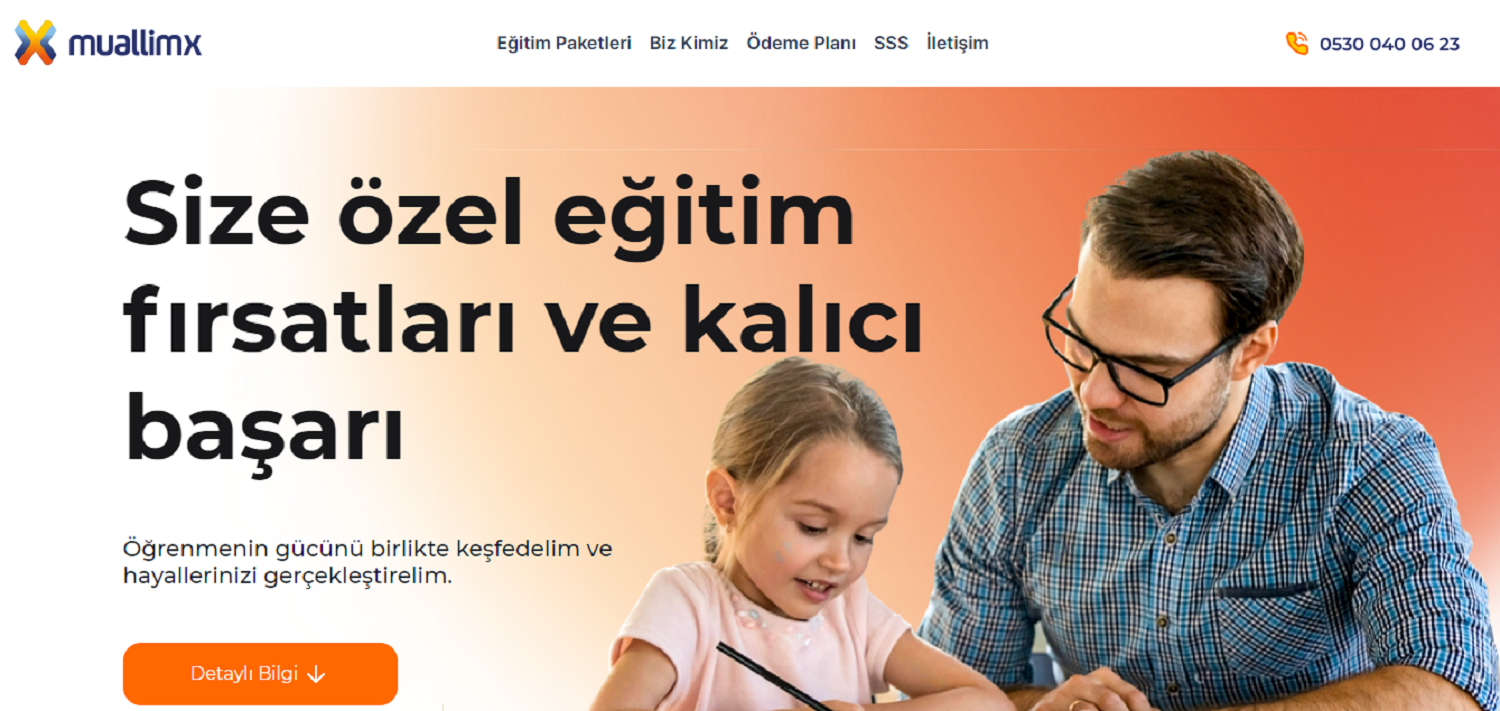 muallimx
Eğitim Paketleri Biz Kimiz Ödeme Planı SSS İletişim
0530 040 06 23
Size özel eğitim
fırsatları ve kalıcı
başarı
Öğrenmenin gücünü birlikte keşfedelim ve
hayallerinizi gerçekleştirelim.
Detaylı Bilgi ↓